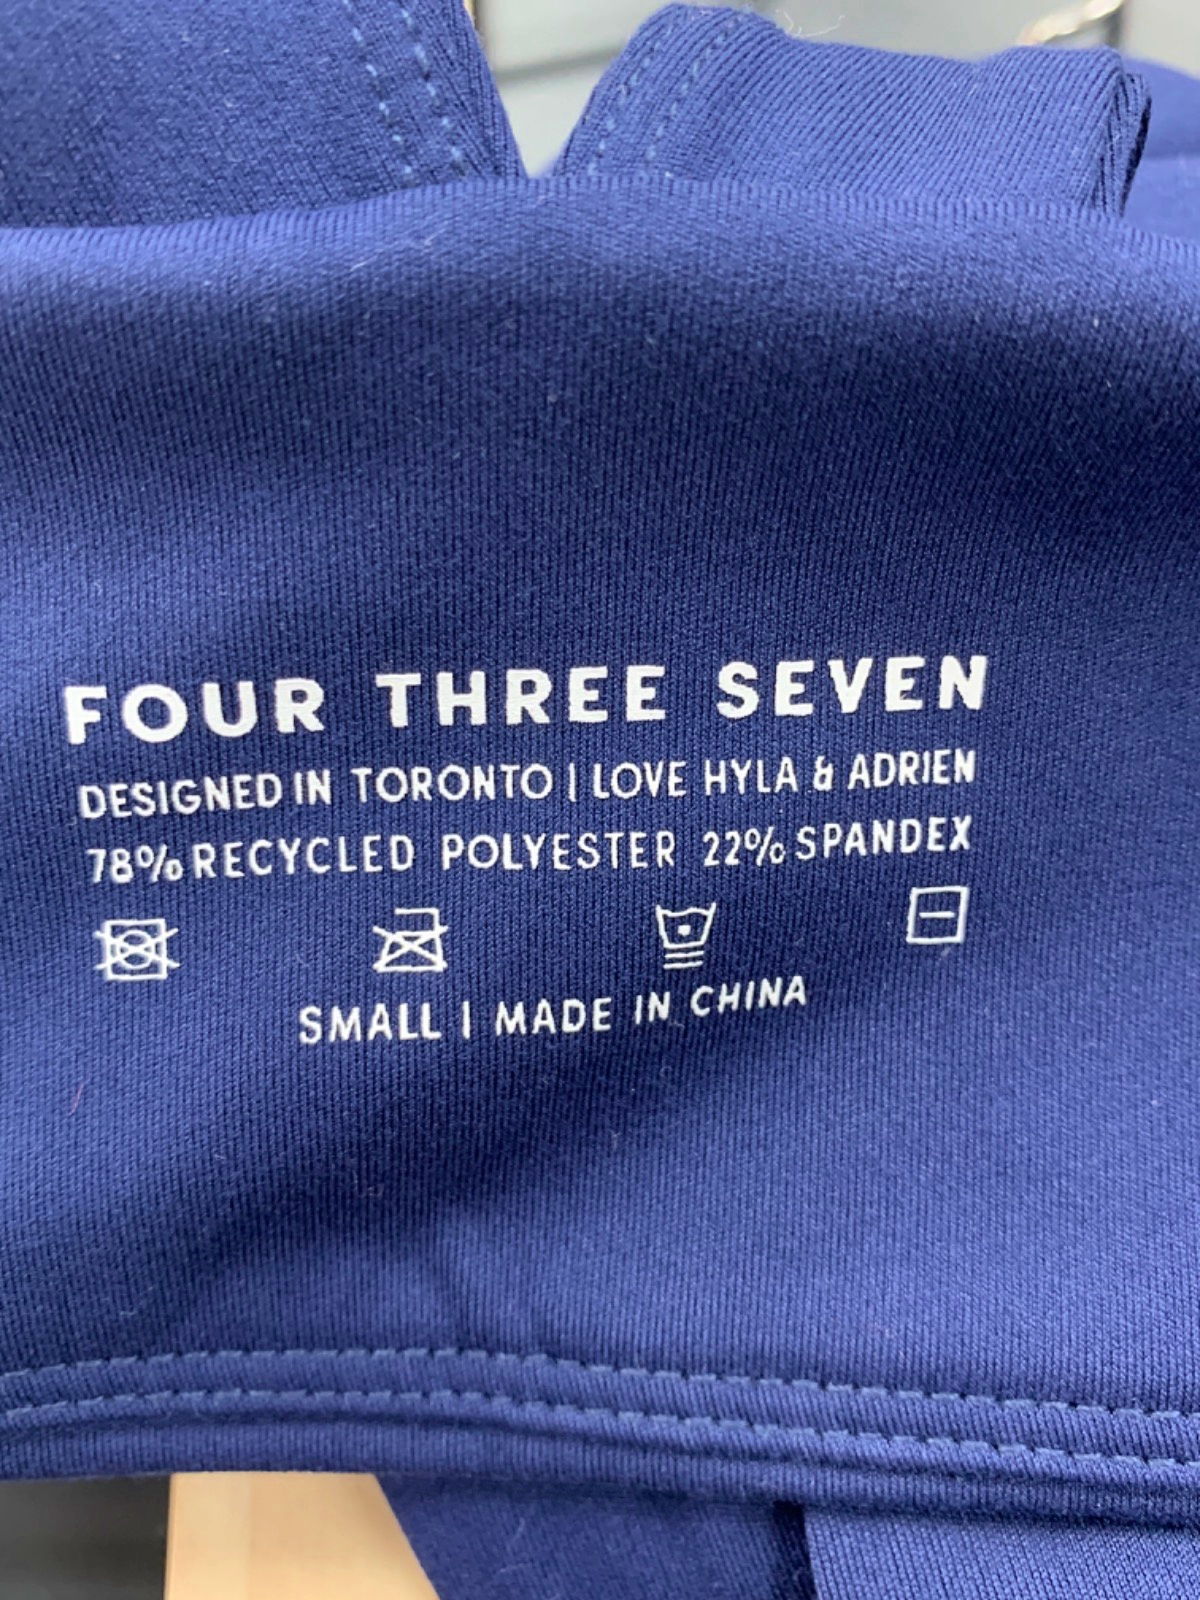 FOUR THREE SEVEN
DESIGNED IN TORONTO | LOVE HYLA & ADRIEN
78% RECYCLED POLYESTER 22% SPANDEX
SMALL | MADE IN CHINA